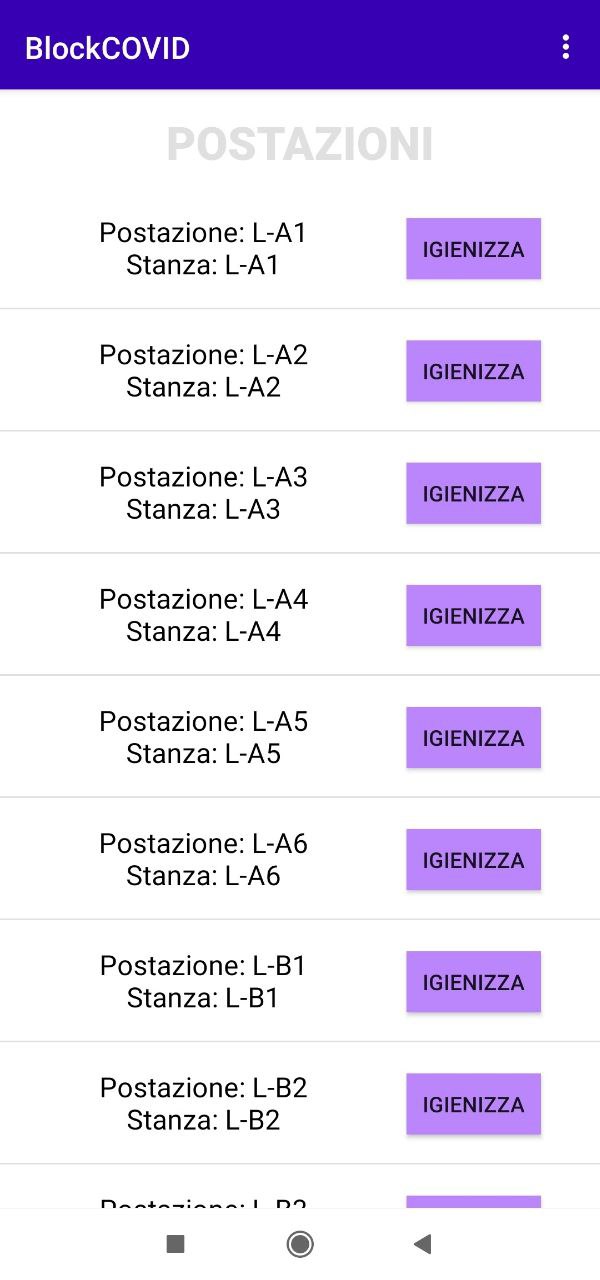 BlockCOVID
POSTAZIONI
Postazione: L-A1
Stanza: L-A1
IGIENIZZA
Postazione: L-A2
Stanza: L-A2
IGIENIZZA
Postazione: L-A3
Stanza: L-A3
IGIENIZZA
Postazione: L-A4
Stanza: L-A4
IGIENIZZA
Postazione: L-A5
Stanza: L-A5
IGIENIZZA
Postazione: L-A6
Stanza: L-A6
IGIENIZZA
Postazione: L-B1
Stanza: L-B1
IGIENIZZA
Postazione: L-B2
Stanza: L-B2
IGIENIZZA
Postazione: L-B3